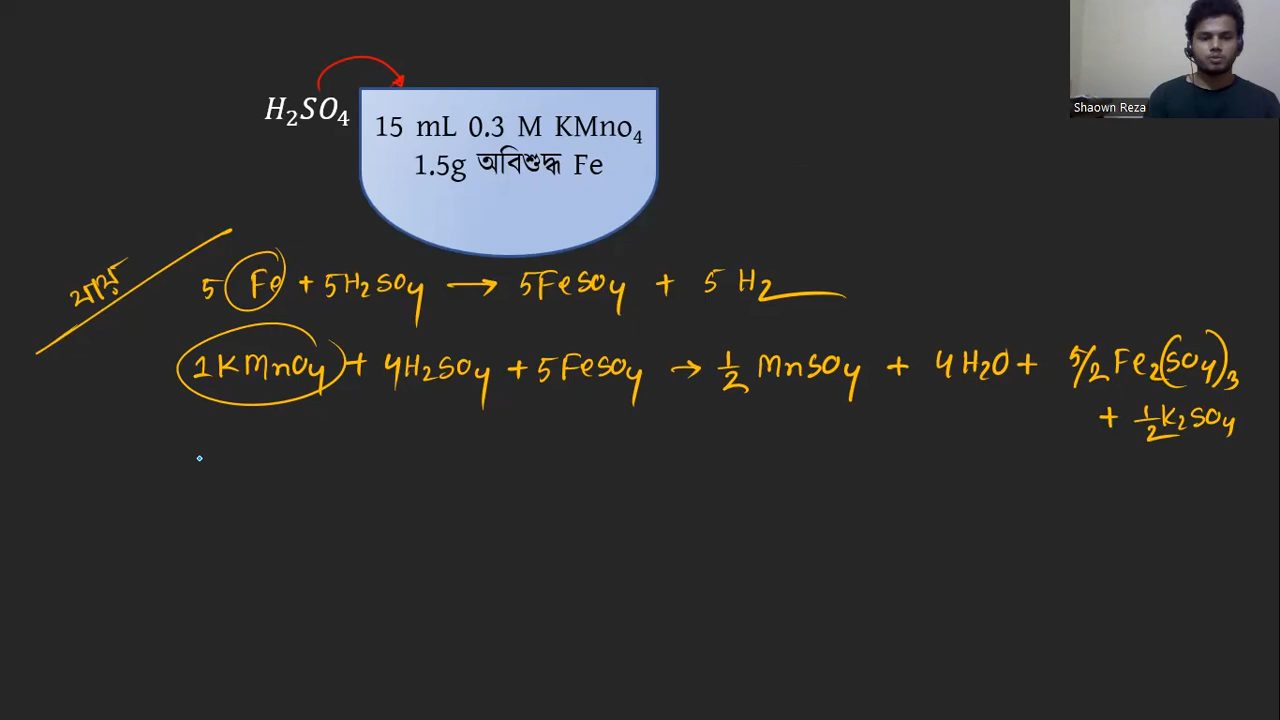 H₂SO₄
15 mL 0.3 M KMno₄
1.5g অবিশুদ্ধ Fe
Shaown Reza
5 Fe + 5H₂SO₄ → 5FeSO₄ + 5 H₂
1KMnO₄ + 4H₂SO₄ + 5FeSO₄ → 1/2 MnSO₄ + 4H₂O + 5/2 Fe₂(SO₄)₃
+ 1/2 K₂SO₄